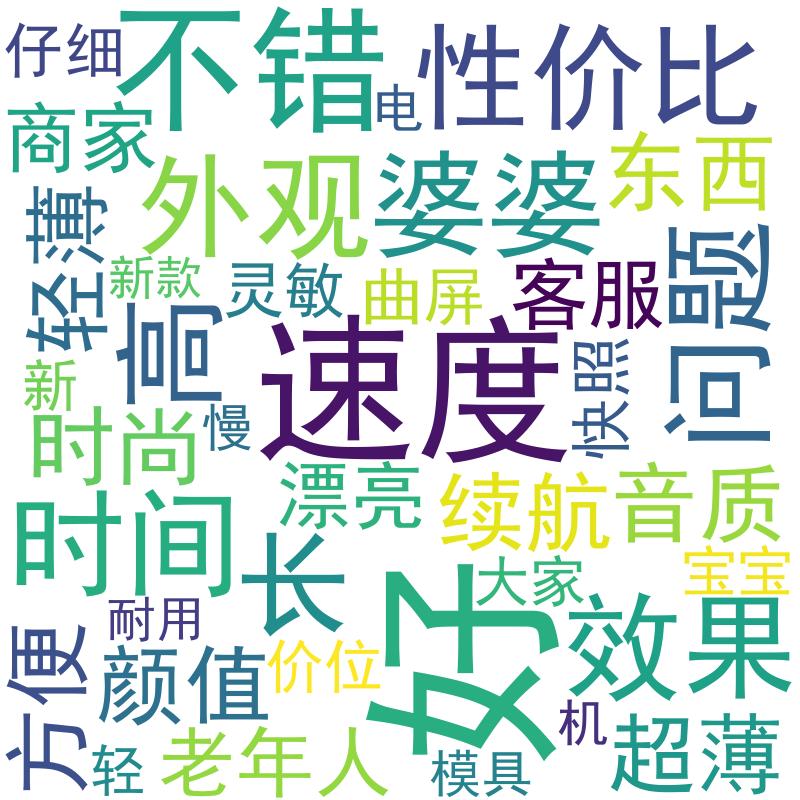 仔细
不错
性价比
电
商家
外观
婆婆
东西
轻薄
新款
灵敏
曲屏
客服
问题
高
速度
快照
新
时尚
慢
漂亮
续航
音质
时间
长
好
大家
宝宝
耐用
方便
颜值
价位
效果
机
超薄
轻
老年人
模具